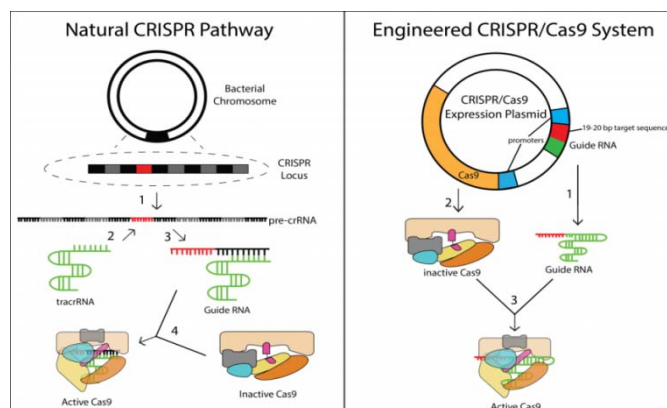 Natural CRISPR Pathway
Bacterial
Chromosome
CRISPR
Locus
1
pre-crRNA
2
3
tracrRNA
Guide RNA
4
Active Cas9
Inactive Cas9
Engineered CRISPR/Cas9 System
CRISPR/Cas9
Expression Plasmid
promoters
19-20 bp target sequence
Guide RNA
Cas9
2
1
inactive Cas9
Guide RNA
3
Active Cas9